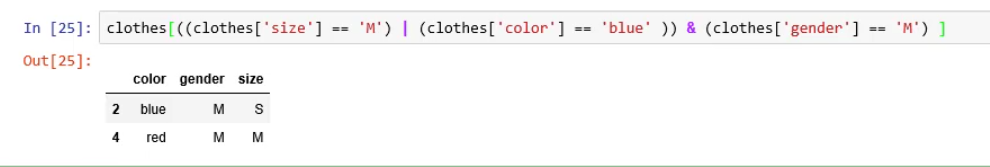 In [25]: clothes[((clothes['size'] == 'M') | (clothes['color'] == 'blue' )) & (clothes['gender'] == 'M') ]
Out[25]:
color gender size
2 blue M S
4 red M M